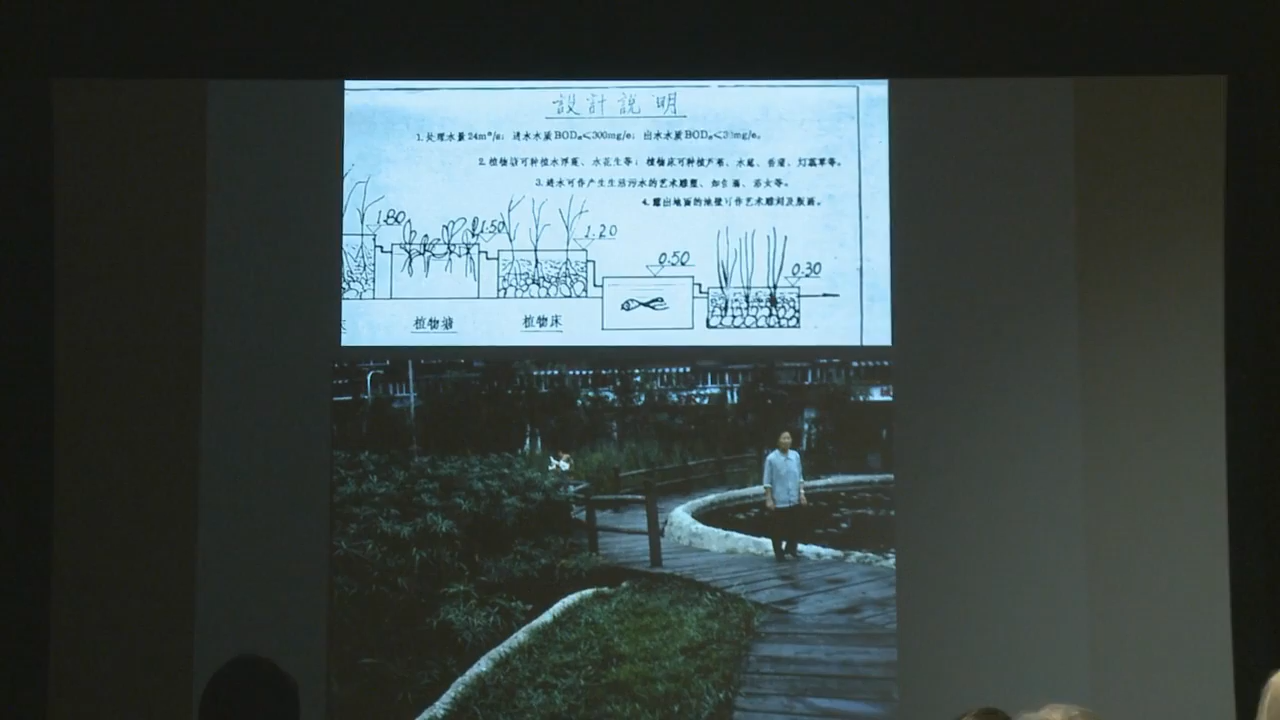 設計說明
1.处理水量24m³/e; 进水水质BOD₅<300mg/e; 出水水质BOD₅<30mg/e。
2.植物塘可种植水浮莲、水花生等; 植物床可种植芦苇、水葱、香蒲、灯芯草等。
3.进水可作产生生活污水的艺术雕塑、如 、浴女等。
4.露出地面的地壁可作艺术雕刻及版画。
1.80
1.50
1.20
0.50
0.30
植物塘
植物床